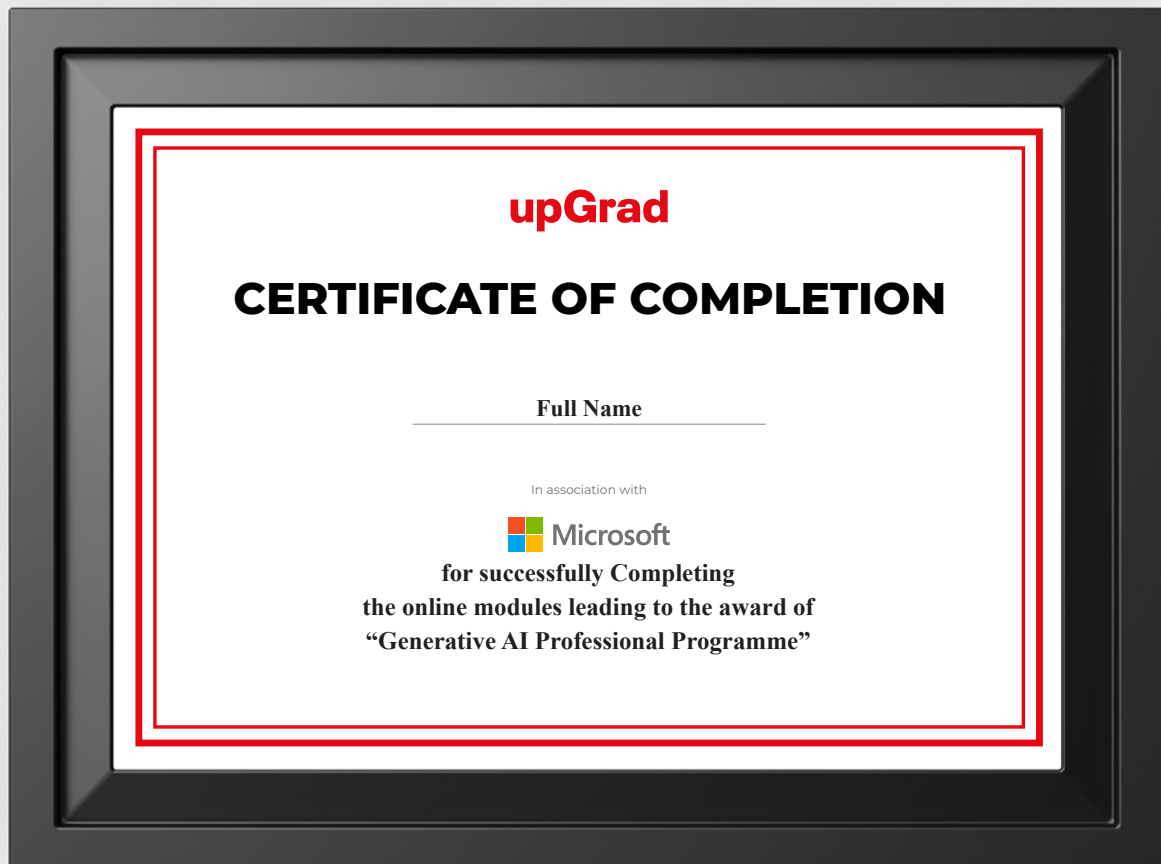 upGrad
CERTIFICATE OF COMPLETION
Full Name
In association with
Microsoft
for successfully Completing
the online modules leading to the award of
“Generative AI Professional Programme”